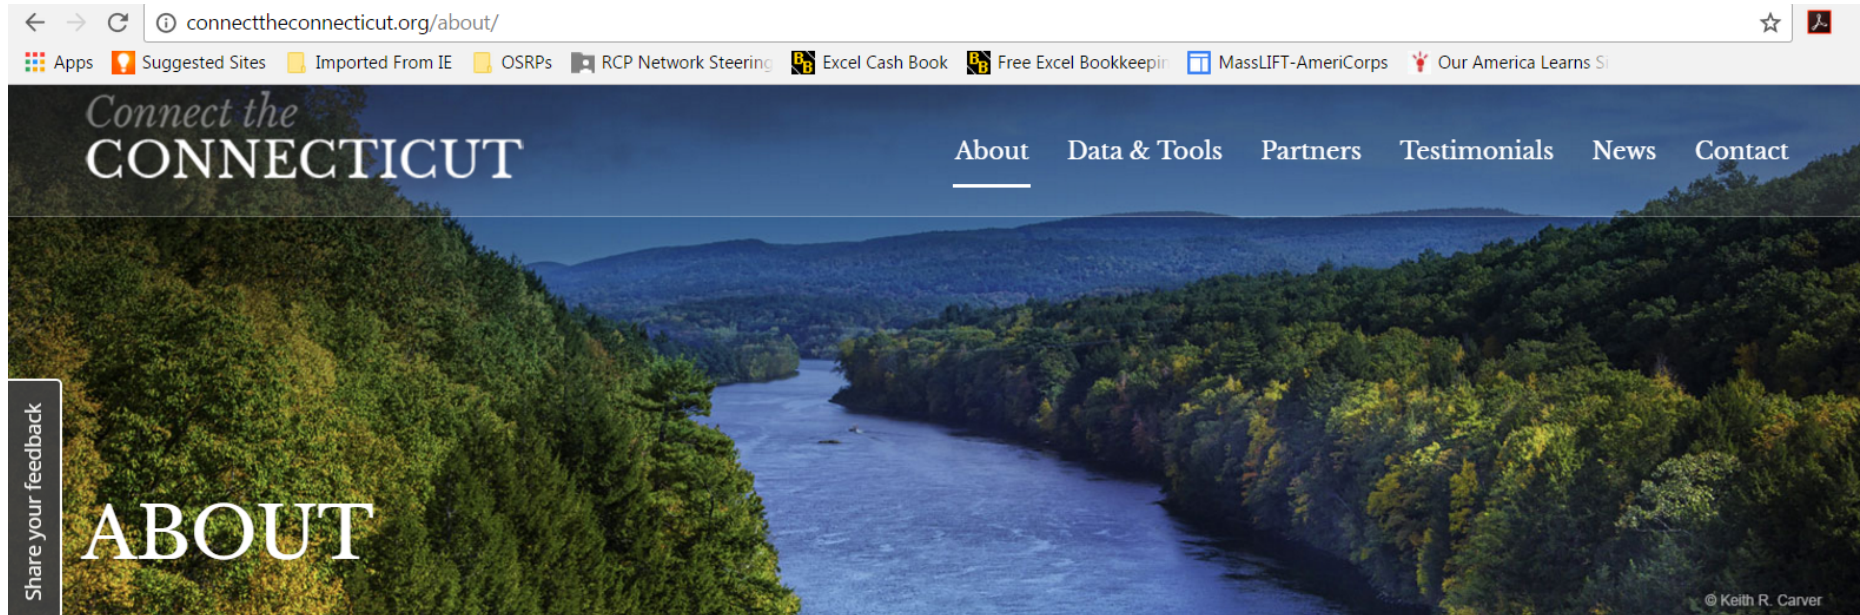 connecttheconnecticut.org/about/
Apps Suggested Sites Imported From IE OSRPs RCP Network Steering Excel Cash Book Free Excel Bookkeepin MassLIFT-AmeriCorps Our America Learns Si
Connect the
CONNECTICUT
About Data & Tools Partners Testimonials News Contact
Share your feedback
ABOUT
© Keith R. Carver